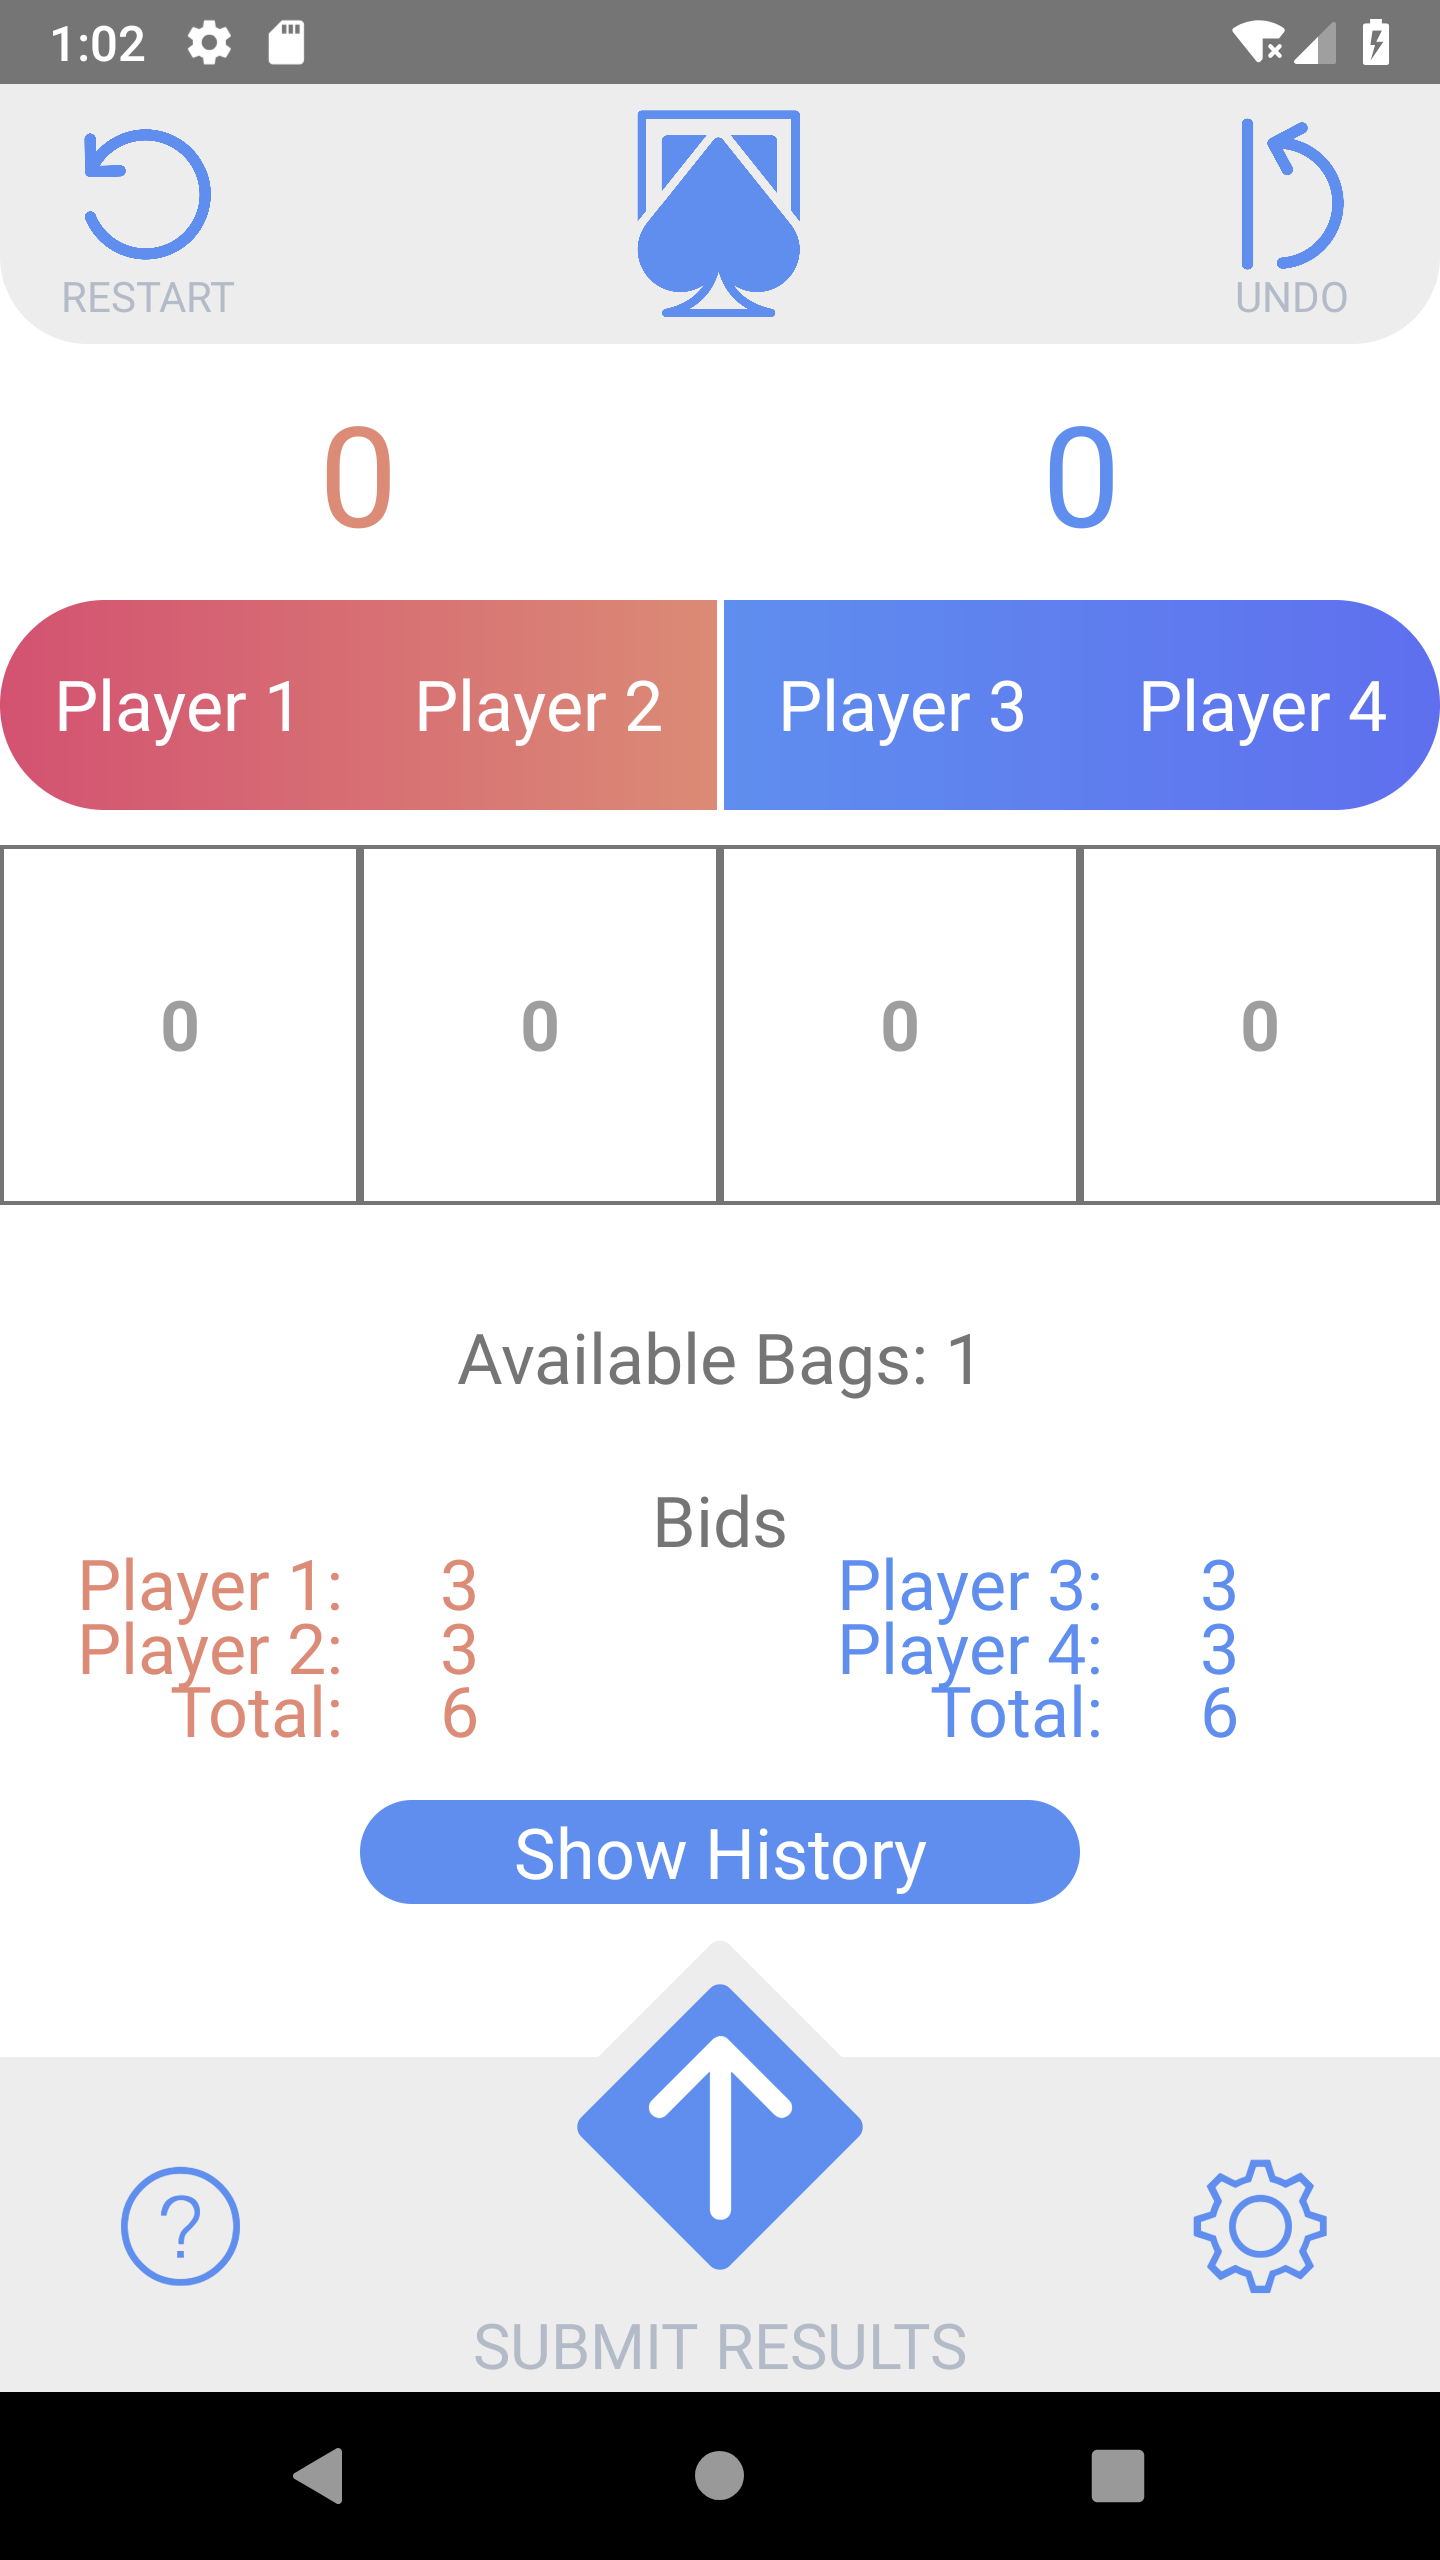 1:02
RESTART
UNDO
0 0
Player 1 Player 2 Player 3 Player 4
0 0 0 0
Available Bags: 1
Bids
Player 1: 3 Player 3: 3
Player 2: 3 Player 4: 3
Total: 6 Total: 6
Show History
?
SUBMIT RESULTS